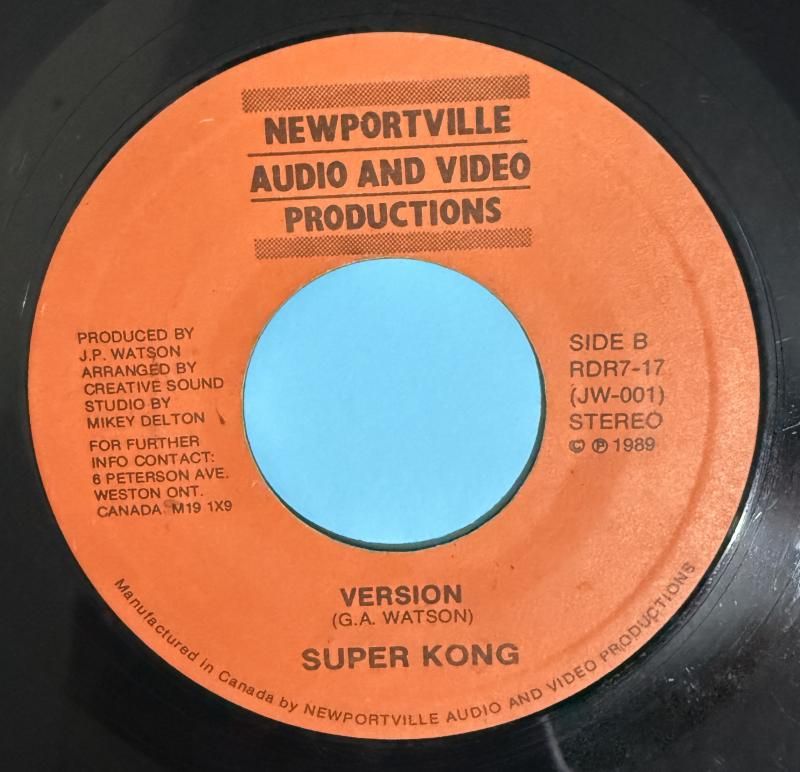 NEWPORTVILLE
AUDIO AND VIDEO
PRODUCTIONS
PRODUCED BY
J.P. WATSON
ARRANGED BY
CREATIVE SOUND
STUDIO BY
MIKEY DELTON
FOR FURTHER
INFO CONTACT:
6 PETERSON AVE.
WESTON ONT.
CANADA M19 1X9
SIDE B
RDR7-17
(JW-001)
STEREO
© ℗ 1989
VERSION
(G.A. WATSON)
SUPER KONG
Manufactured in Canada by NEWPORTVILLE AUDIO AND VIDEO PRODUCTIONS